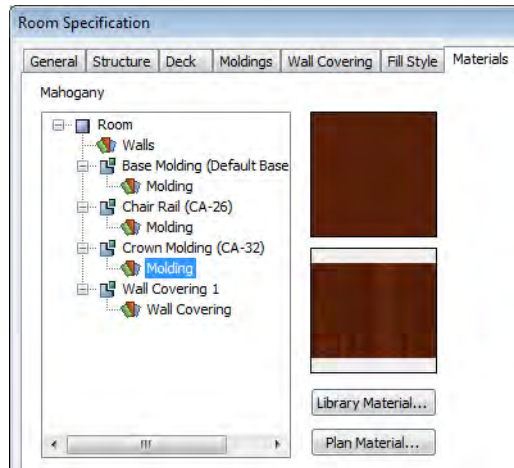 Room Specification
General Structure Deck Moldings Wall Covering Fill Style Materials
Mahogany
Room
Walls
Base Molding (Default Base
Molding
Chair Rail (CA-26)
Molding
Crown Molding (CA-32)
Molding
Wall Covering 1
Wall Covering
Library Material...
Plan Material...